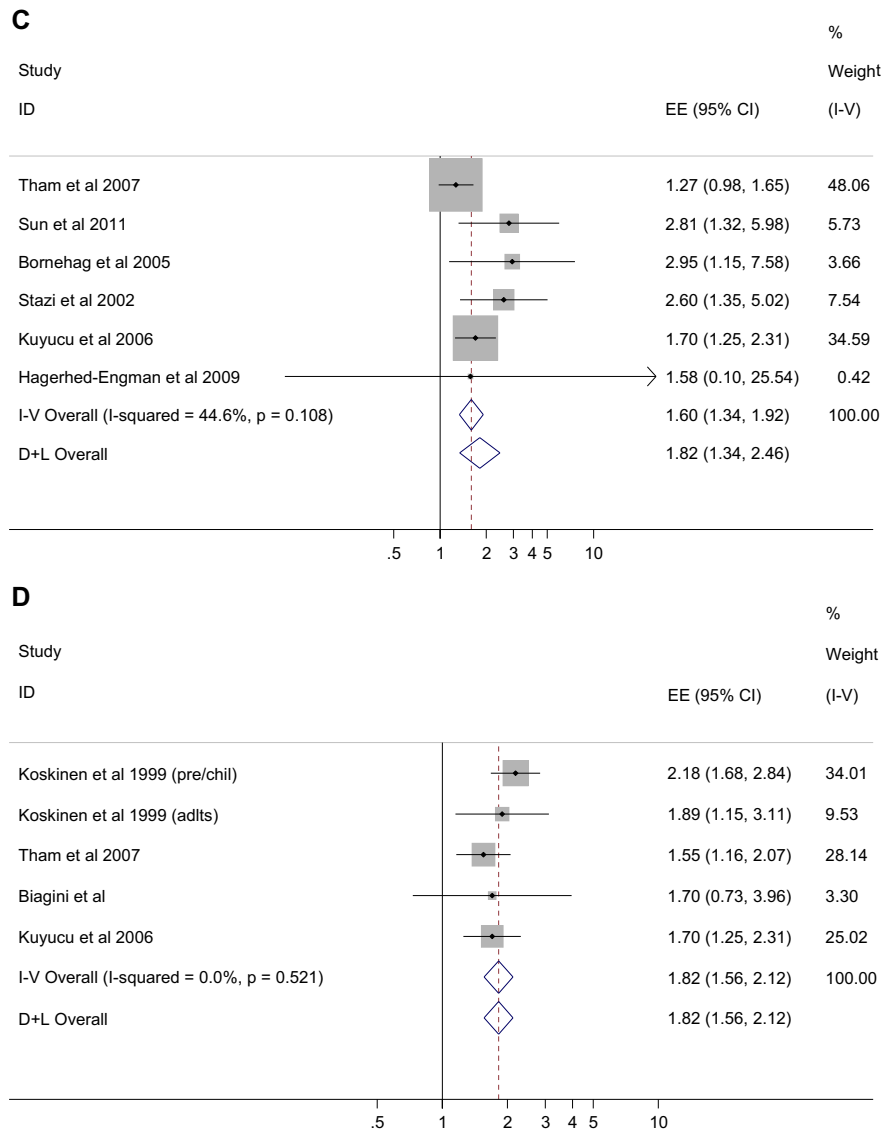 C
%
Study Weight
ID EE (95% CI) (I-V)
Tham et al 2007 1.27 (0.98, 1.65) 48.06
Sun et al 2011 2.81 (1.32, 5.98) 5.73
Bornehag et al 2005 2.95 (1.15, 7.58) 3.66
Stazi et al 2002 2.60 (1.35, 5.02) 7.54
Kuyucu et al 2006 1.70 (1.25, 2.31) 34.59
Hagerhed-Engman et al 2009 1.58 (0.10, 25.54) 0.42
I-V Overall (I-squared = 44.6%, p = 0.108) 1.60 (1.34, 1.92) 100.00
D+L Overall 1.82 (1.34, 2.46)
.5 1 2 3 4 5 10
D
%
Study Weight
ID EE (95% CI) (I-V)
Koskinen et al 1999 (pre/chil) 2.18 (1.68, 2.84) 34.01
Koskinen et al 1999 (adlts) 1.89 (1.15, 3.11) 9.53
Tham et al 2007 1.55 (1.16, 2.07) 28.14
Biagini et al 1.70 (0.73, 3.96) 3.30
Kuyucu et al 2006 1.70 (1.25, 2.31) 25.02
I-V Overall (I-squared = 0.0%, p = 0.521) 1.82 (1.56, 2.12) 100.00
D+L Overall 1.82 (1.56, 2.12)
.5 1 2 3 4 5 10